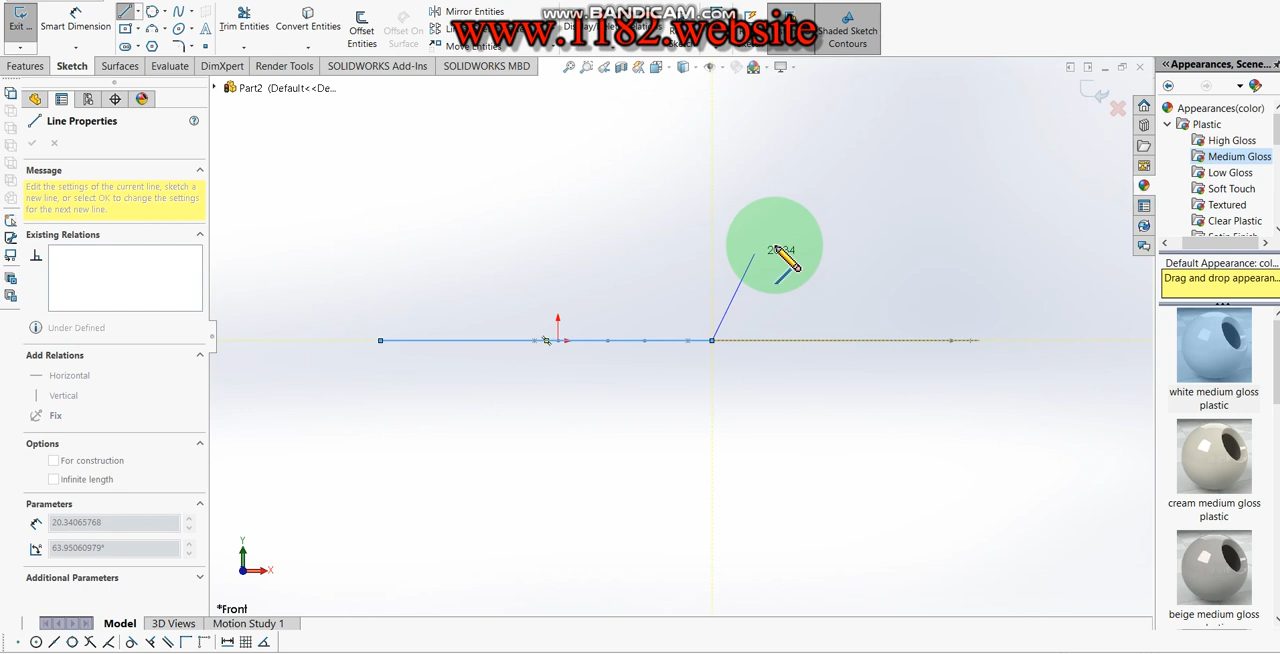 www.BANDICAM.com
www.1182.website
Exit ...
Smart Dimension
Trim Entities
Convert Entities
Offset Entities
Offset On Surface
Mirror Entities
Move Entities
Shaded Sketch Contours
Features
Sketch
Surfaces
Evaluate
DimXpert
Render Tools
SOLIDWORKS Add-Ins
SOLIDWORKS MBD
Part2 (Default<<De...
Line Properties
Message
Edit the settings of the current line, sketch a
new line, or select OK to change the settings
for the next new line.
Existing Relations
Under Defined
Add Relations
Horizontal
Vertical
Fix
Options
For construction
Infinite length
Parameters
20.34065768
63.95060979°
Additional Parameters
Y
X
*Front
Model
3D Views
Motion Study 1
Appearances, Scene...
Appearances(color)
Plastic
High Gloss
Medium Gloss
Low Gloss
Soft Touch
Textured
Clear Plastic
Default Appearance: col...
Drag and drop appearan...
white medium gloss
plastic
cream medium gloss
plastic
beige medium gloss